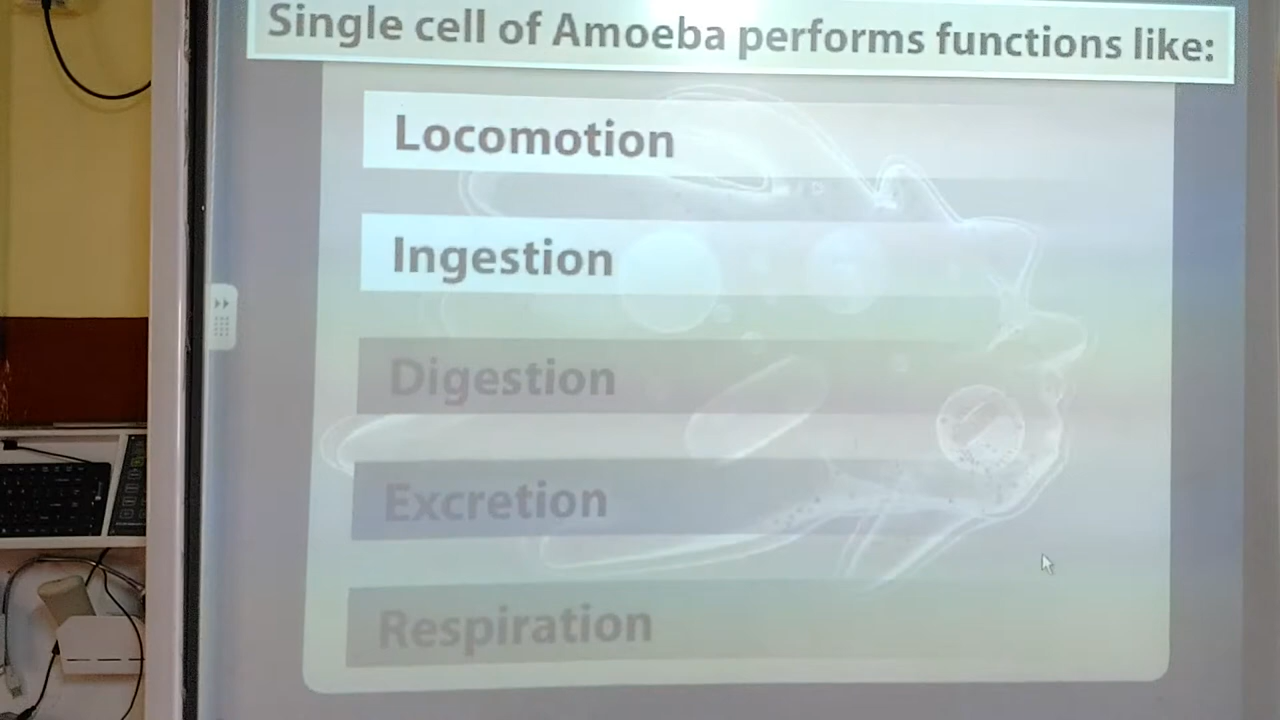 Single cell of Amoeba performs functions like:
Locomotion
Ingestion
Digestion
Excretion
Respiration